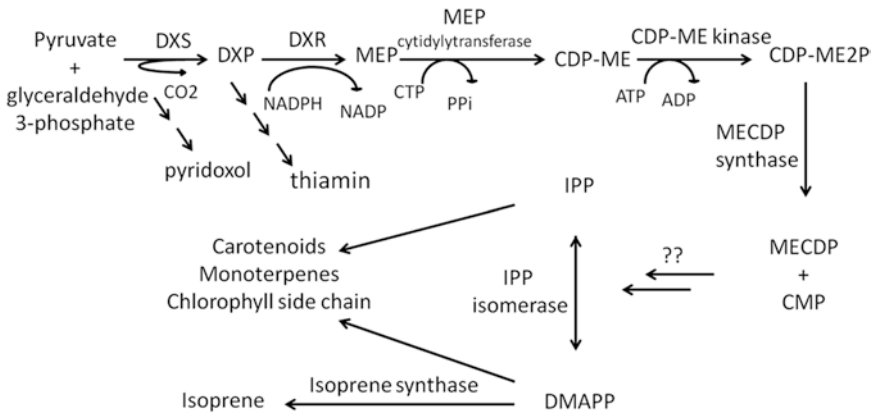 Pyruvate
+
glyceraldehyde
3-phosphate
DXS
CO2
DXP
DXR
NADPH
NADP
MEP
MEP
cytidylytransferase
CTP
PPi
CDP-ME
CDP-ME kinase
ATP
ADP
CDP-ME2P
pyridoxol
thiamin
MECDP
synthase
MECDP
+
CMP
??
IPP
IPP
isomerase
DMAPP
Carotenoids
Monoterpenes
Chlorophyll side chain
Isoprene synthase
Isoprene